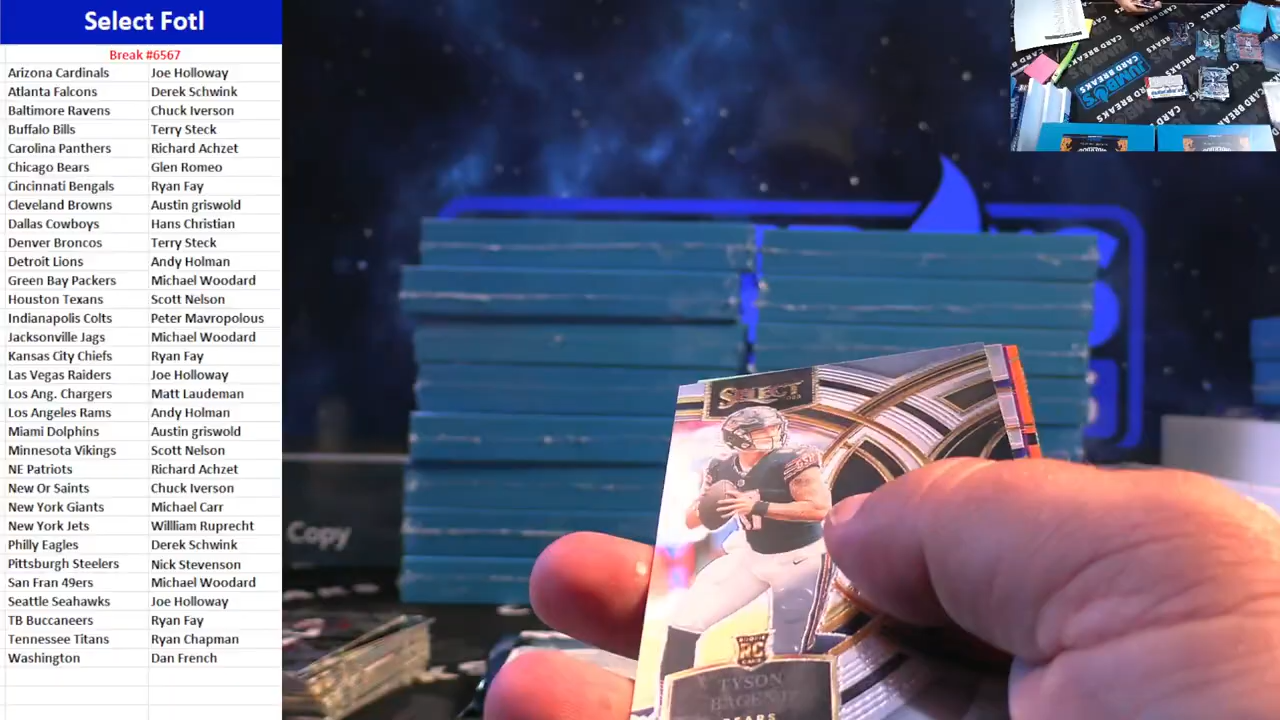 Select Fotl
Break #6567
Arizona Cardinals Joe Holloway
Atlanta Falcons Derek Schwink
Baltimore Ravens Chuck Iverson
Buffalo Bills Terry Steck
Carolina Panthers Richard Achzet
Chicago Bears Glen Romeo
Cincinnati Bengals Ryan Fay
Cleveland Browns Austin griswold
Dallas Cowboys Hans Christian
Denver Broncos Terry Steck
Detroit Lions Andy Holman
Green Bay Packers Michael Woodard
Houston Texans Scott Nelson
Indianapolis Colts Peter Mavropolous
Jacksonville Jags Michael Woodard
Kansas City Chiefs Ryan Fay
Las Vegas Raiders Joe Holloway
Los Ang. Chargers Matt Laudeman
Los Angeles Rams Andy Holman
Miami Dolphins Austin griswold
Minnesota Vikings Scott Nelson
NE Patriots Richard Achzet
New Or Saints Chuck Iverson
New York Giants Michael Carr
New York Jets Willliam Ruprecht
Philly Eagles Derek Schwink
Pittsburgh Steelers Nick Stevenson
San Fran 49ers Michael Woodard
Seattle Seahawks Joe Holloway
TB Buccaneers Ryan Fay
Tennessee Titans Ryan Chapman
Washington Dan French
Copy
SELECT
RC
TYSON
BAGENT
BEARS
JUMBO'S
CARD BREAKS